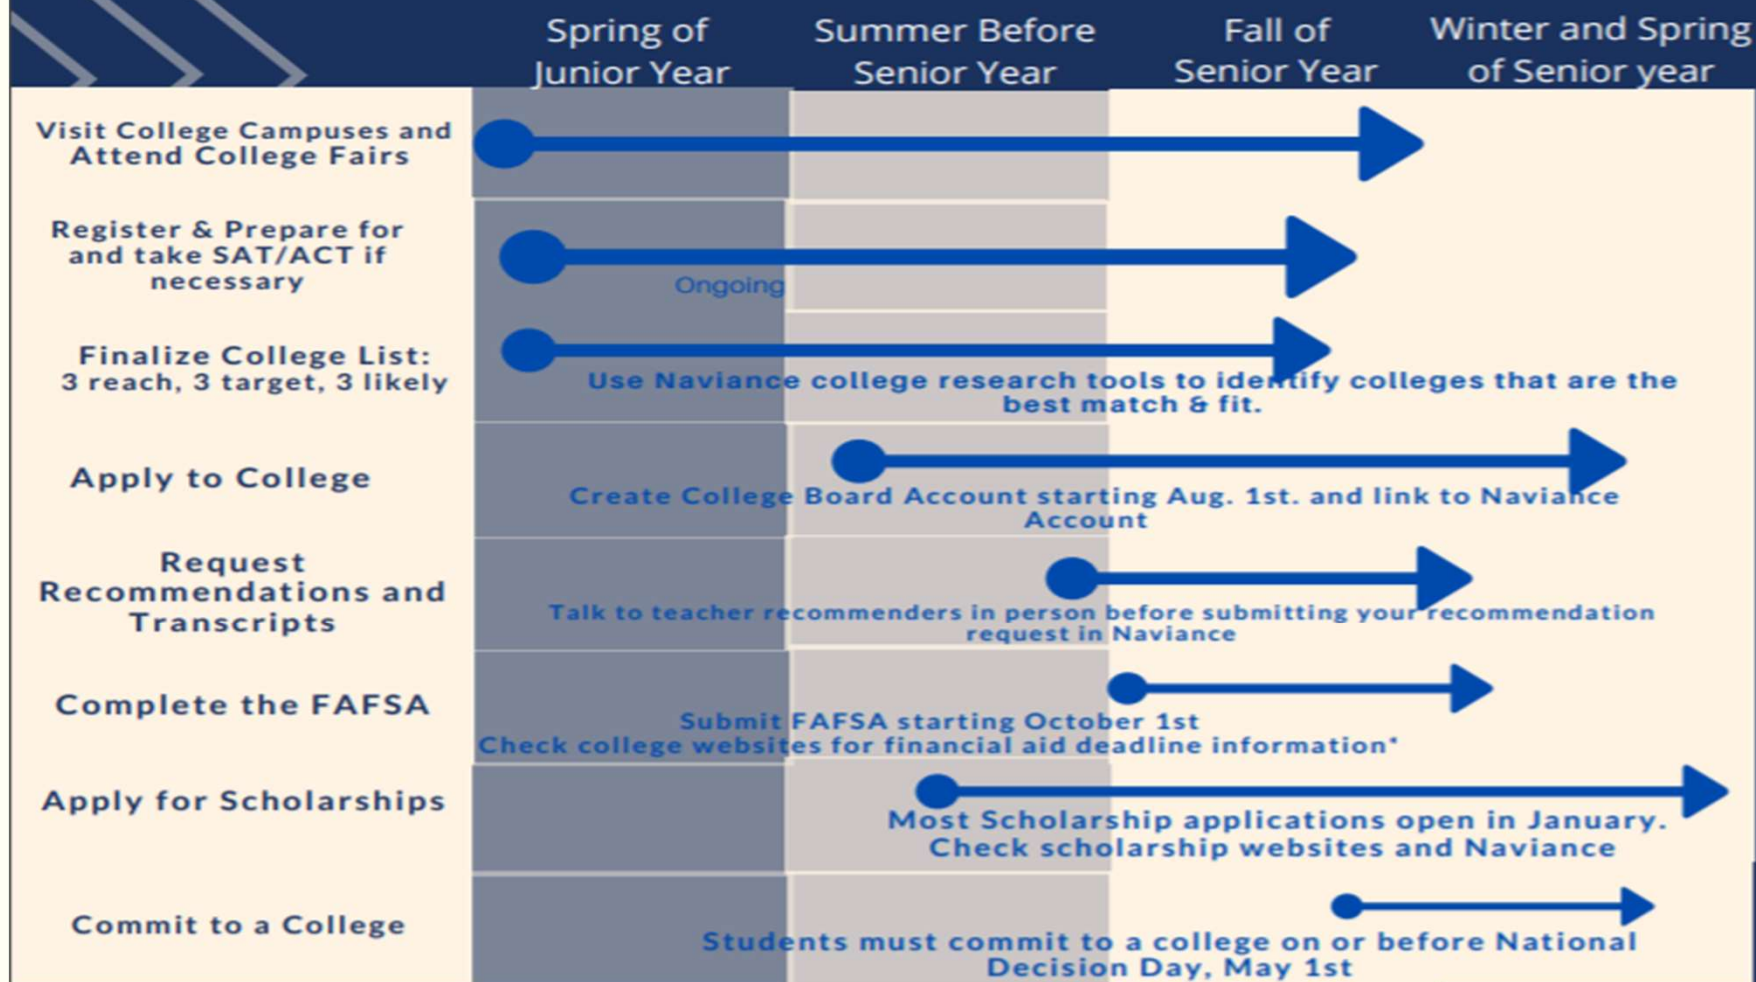 Spring of
Junior Year
Summer Before
Senior Year
Fall of
Senior Year
Winter and Spring
of Senior year
Visit College Campuses and
Attend College Fairs
Register & Prepare for
and take SAT/ACT if
necessary
Ongoing
Finalize College List:
3 reach, 3 target, 3 likely
Use Naviance college research tools to identify colleges that are the
best match & fit.
Apply to College
Create College Board Account starting Aug. 1st. and link to Naviance
Account
Request
Recommendations and
Transcripts
Talk to teacher recommenders in person before submitting your recommendation
request in Naviance
Complete the FAFSA
Submit FAFSA starting October 1st
Check college websites for financial aid deadline information*
Apply for Scholarships
Most Scholarship applications open in January.
Check scholarship websites and Naviance
Commit to a College
Students must commit to a college on or before National
Decision Day, May 1st